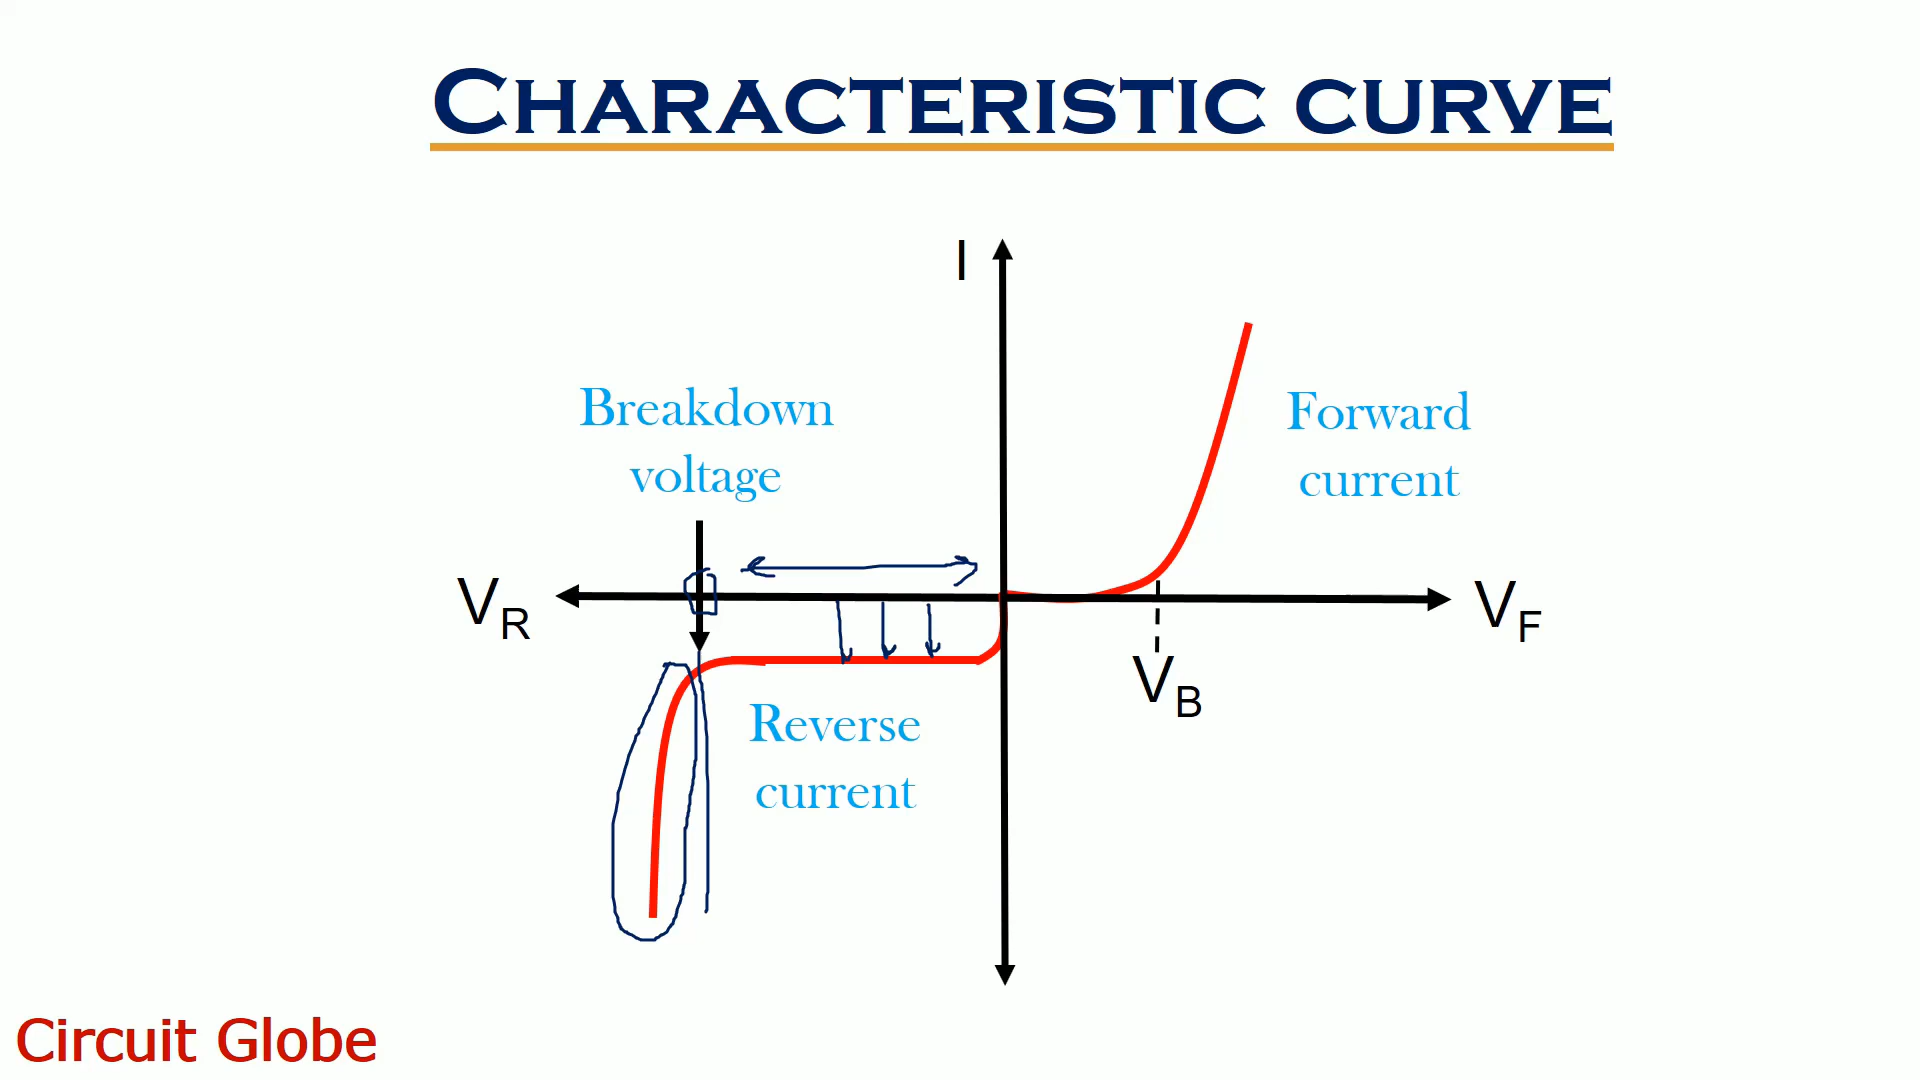 CHARACTERISTIC CURVE
I
Breakdown
voltage
Forward
current
VR
VF
VB
Reverse
current
Circuit Globe